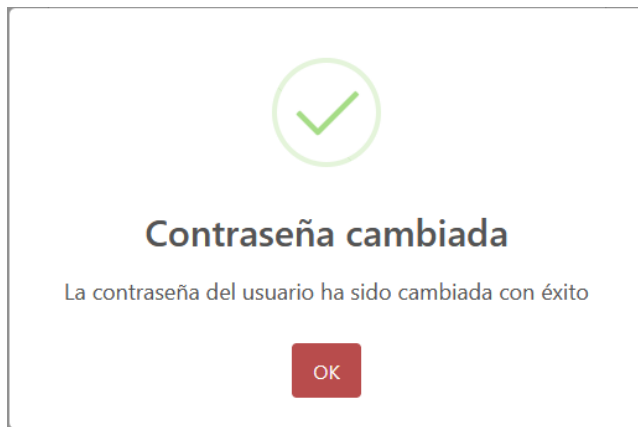 Contraseña cambiada
La contraseña del usuario ha sido cambiada con éxito
OK